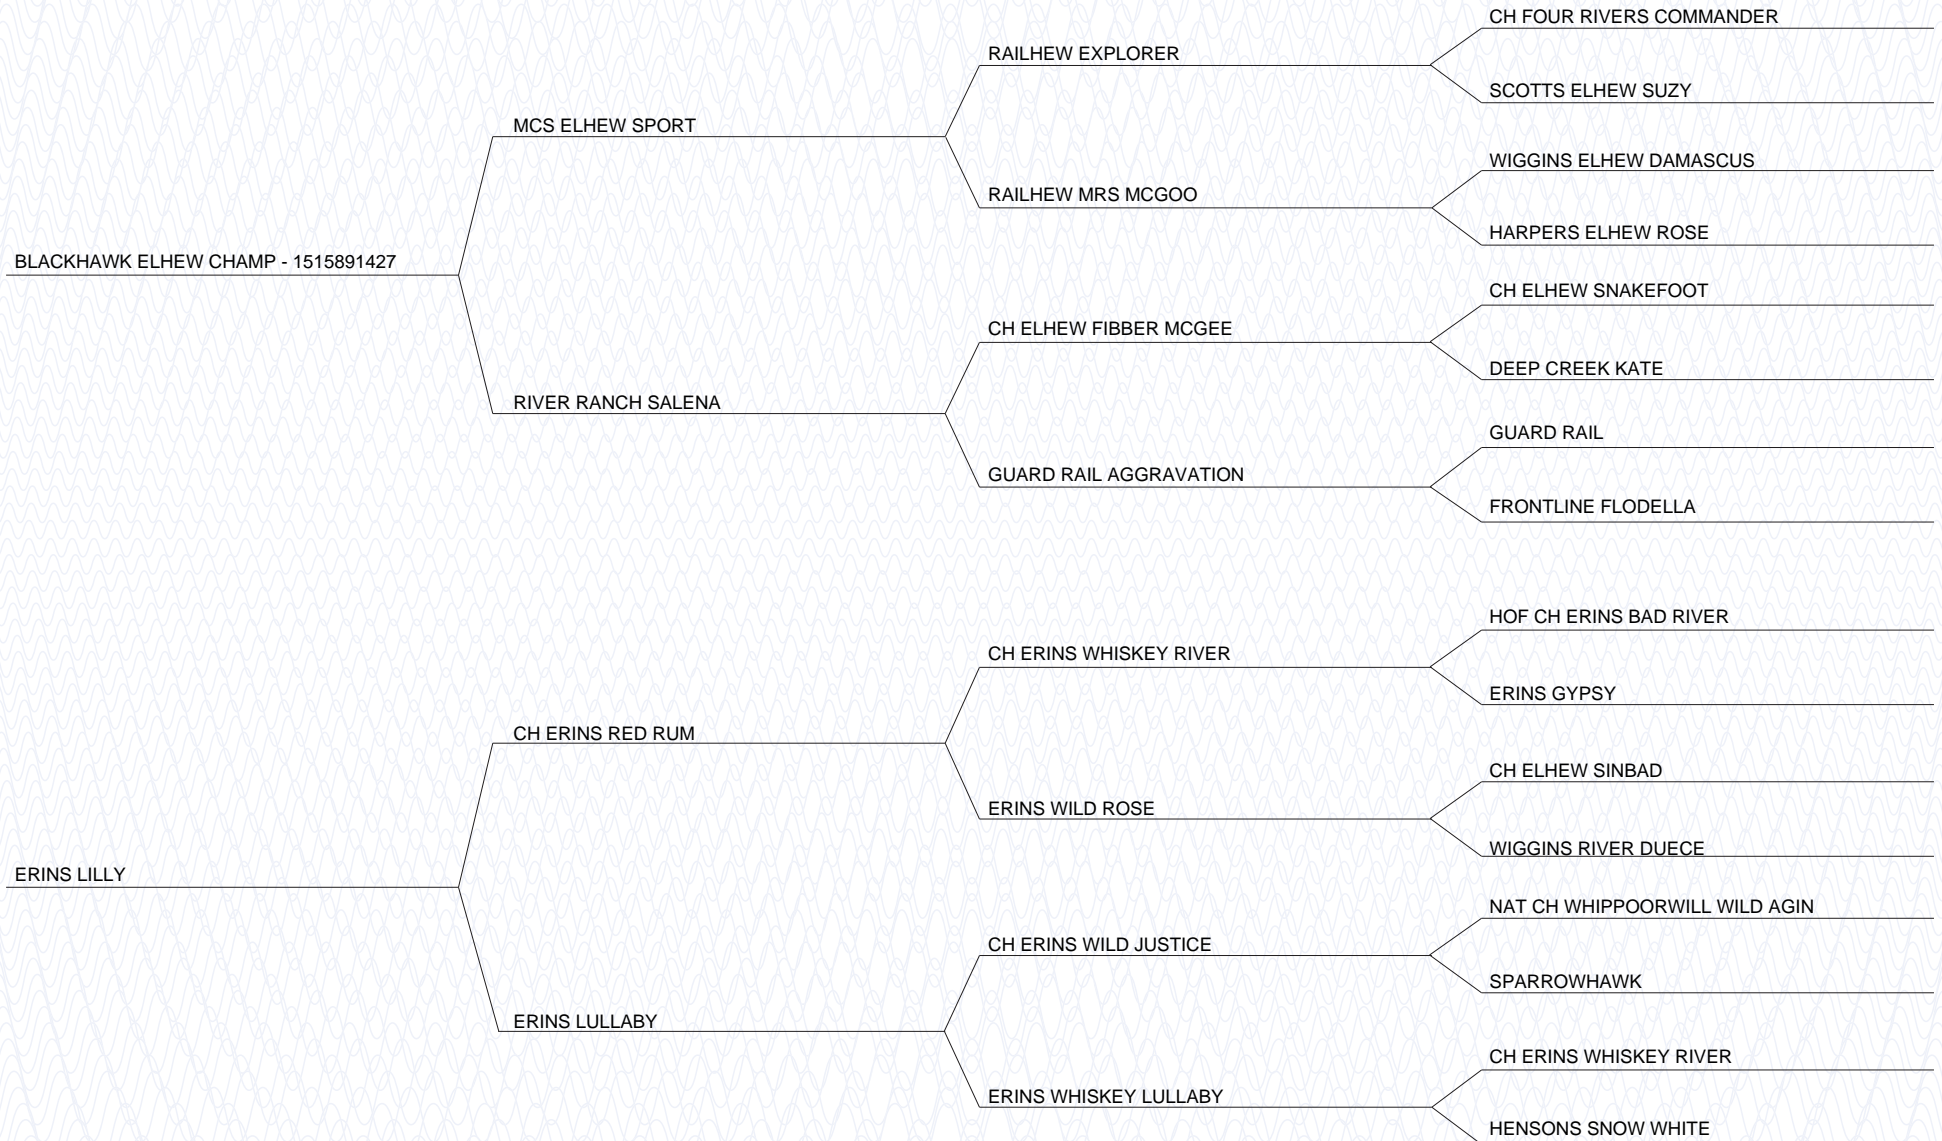 CH FOUR RIVERS COMMANDER
RAILHEW EXPLORER
SCOTTS ELHEW SUZY
MCS ELHEW SPORT
WIGGINS ELHEW DAMASCUS
RAILHEW MRS MCGOO
HARPERS ELHEW ROSE
BLACKHAWK ELHEW CHAMP - 1515891427
CH ELHEW SNAKEFOOT
CH ELHEW FIBBER MCGEE
DEEP CREEK KATE
RIVER RANCH SALENA
GUARD RAIL
GUARD RAIL AGGRAVATION
FRONTLINE FLODELLA
HOF CH ERINS BAD RIVER
CH ERINS WHISKEY RIVER
ERINS GYPSY
CH ERINS RED RUM
CH ELHEW SINBAD
ERINS WILD ROSE
WIGGINS RIVER DUECE
ERINS LILLY
NAT CH WHIPPOORWILL WILD AGIN
CH ERINS WILD JUSTICE
SPARROWHAWK
ERINS LULLABY
CH ERINS WHISKEY RIVER
ERINS WHISKEY LULLABY
HENSONS SNOW WHITE